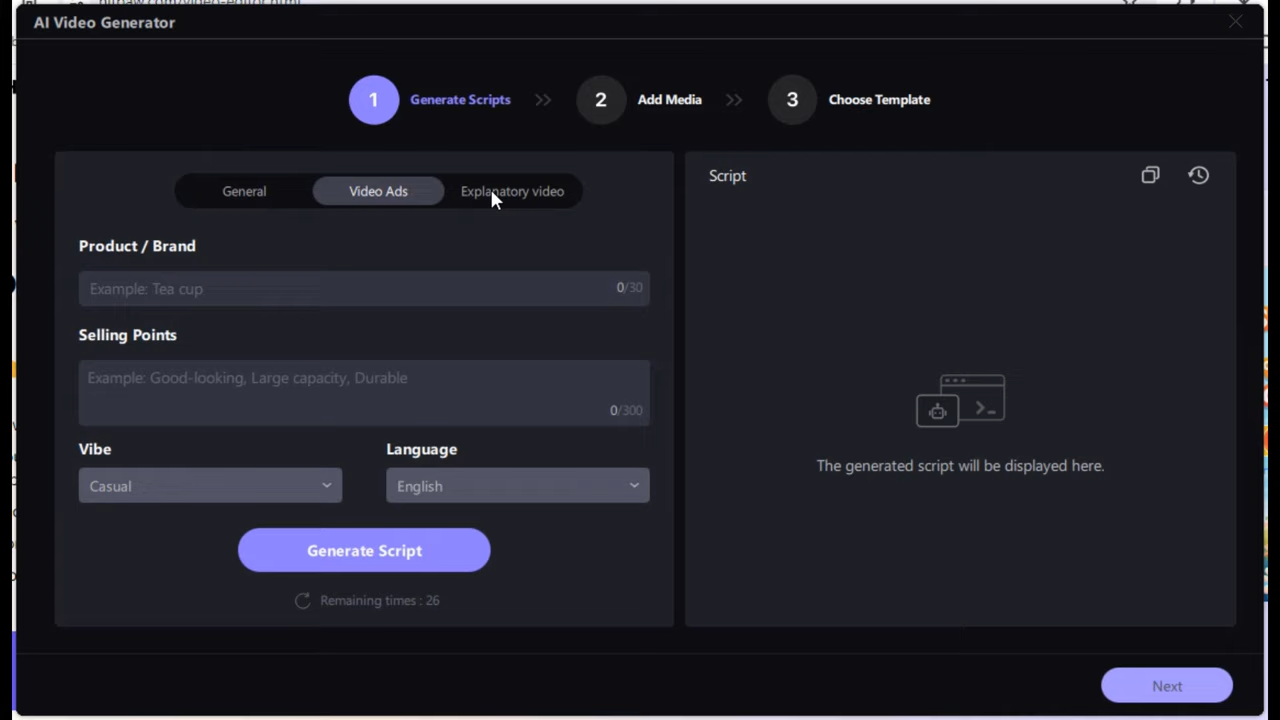 AI Video Generator
1 Generate Scripts >> 2 Add Media >> 3 Choose Template
General Video Ads Explanatory video
Product / Brand
Example: Tea cup 0/30
Selling Points
Example: Good-looking, Large capacity, Durable
0/300
Vibe Language
Casual English
Generate Script
Remaining times : 26
Script
The generated script will be displayed here.
Next